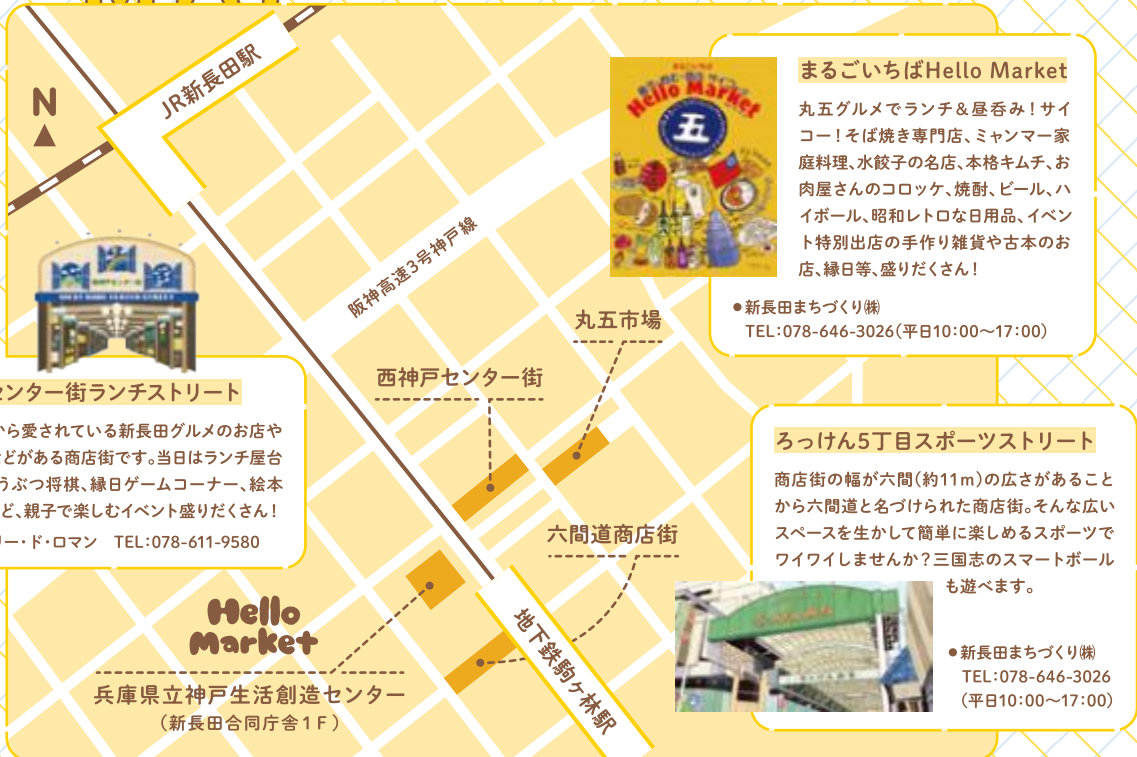 N
JR新長田駅
阪神高速3号神戸線
丸五市場
西神戸センター街
六間道商店街
地下鉄駒ヶ林駅
Hello
Market
兵庫県立神戸生活創造センター
（新長田合同庁舎1F）
センター街ランチストリート
から愛されている新長田グルメのお店や
などがある商店街です。当日はランチ屋台
うぶつ将棋、縁日ゲームコーナー、絵本
ど、親子で楽しむイベント盛りだくさん！
リー・ド・ロマン　TEL:078-611-9580
まるごいちば
Hello Market
五
まるごいちばHello Market
丸五グルメでランチ＆昼呑み！サイ
コー！そば焼き専門店、ミャンマー家
庭料理、水餃子の名店、本格キムチ、お
肉屋さんのコロッケ、焼酎、ビール、ハ
イボール、昭和レトロな日用品、イベン
ト特別出店の手作り雑貨や古本のお
店、縁日等、盛りだくさん！
●新長田まちづくり㈱
TEL:078-646-3026（平日10:00〜17:00）
ろっけん5丁目スポーツストリート
商店街の幅が六間（約11m）の広さがあること
から六間道と名づけられた商店街。そんな広い
スペースを生かして簡単に楽しめるスポーツで
ワイワイしませんか？三国志のスマートボール
も遊べます。
●新長田まちづくり㈱
TEL:078-646-3026
（平日10:00〜17:00）